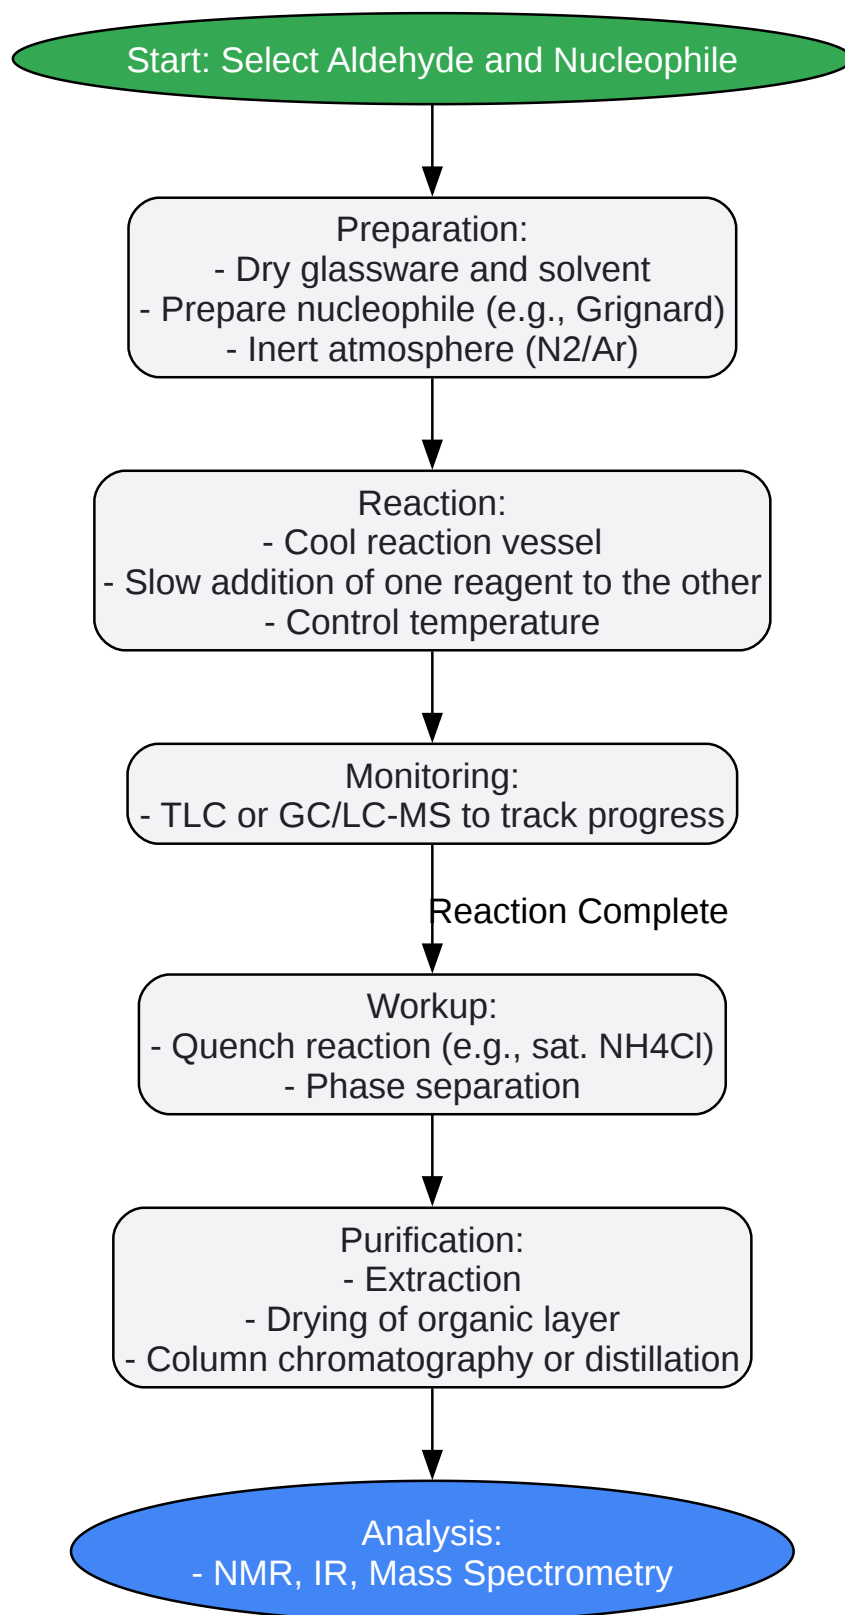 Start: Select Aldehyde and Nucleophile
Preparation:
- Dry glassware and solvent
- Prepare nucleophile (e.g., Grignard)
- Inert atmosphere (N2/Ar)
Reaction:
- Cool reaction vessel
- Slow addition of one reagent to the other
- Control temperature
Monitoring:
- TLC or GC/LC-MS to track progress
Reaction Complete
Workup:
- Quench reaction (e.g., sat. NH4Cl)
- Phase separation
Purification:
- Extraction
- Drying of organic layer
- Column chromatography or distillation
Analysis:
- NMR, IR, Mass Spectrometry